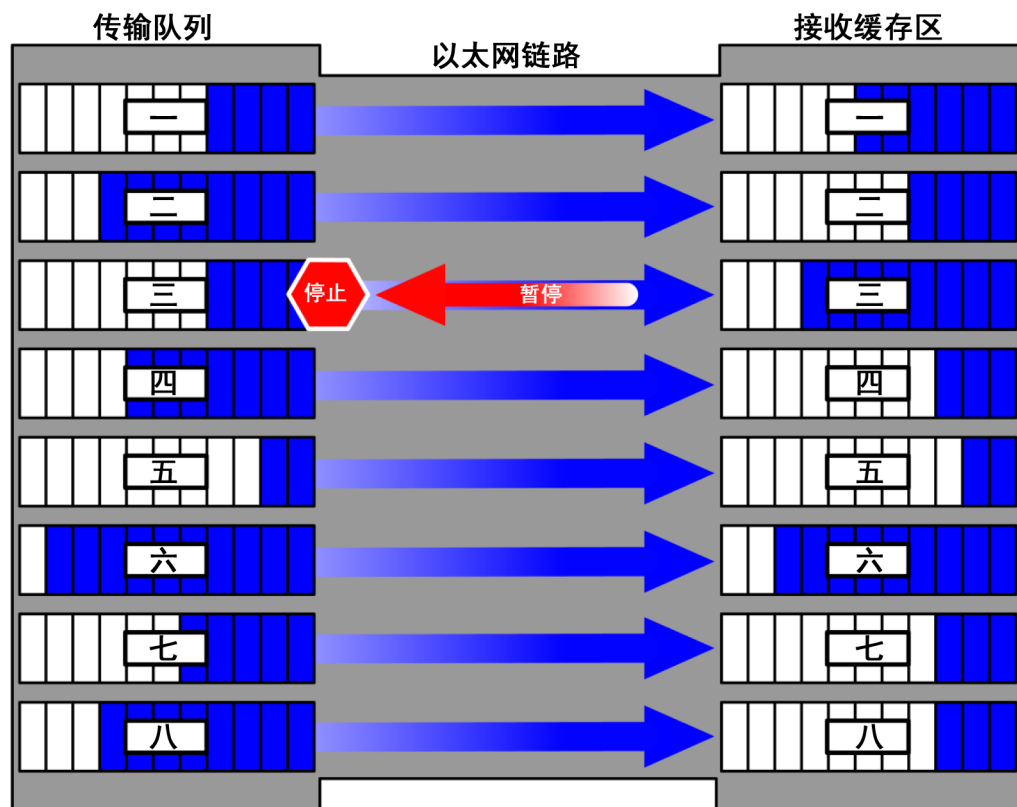 传输队列
以太网链路
接收缓存区
一
一
二
二
三
停止
暂停
三
四
四
五
五
六
六
七
七
八
八